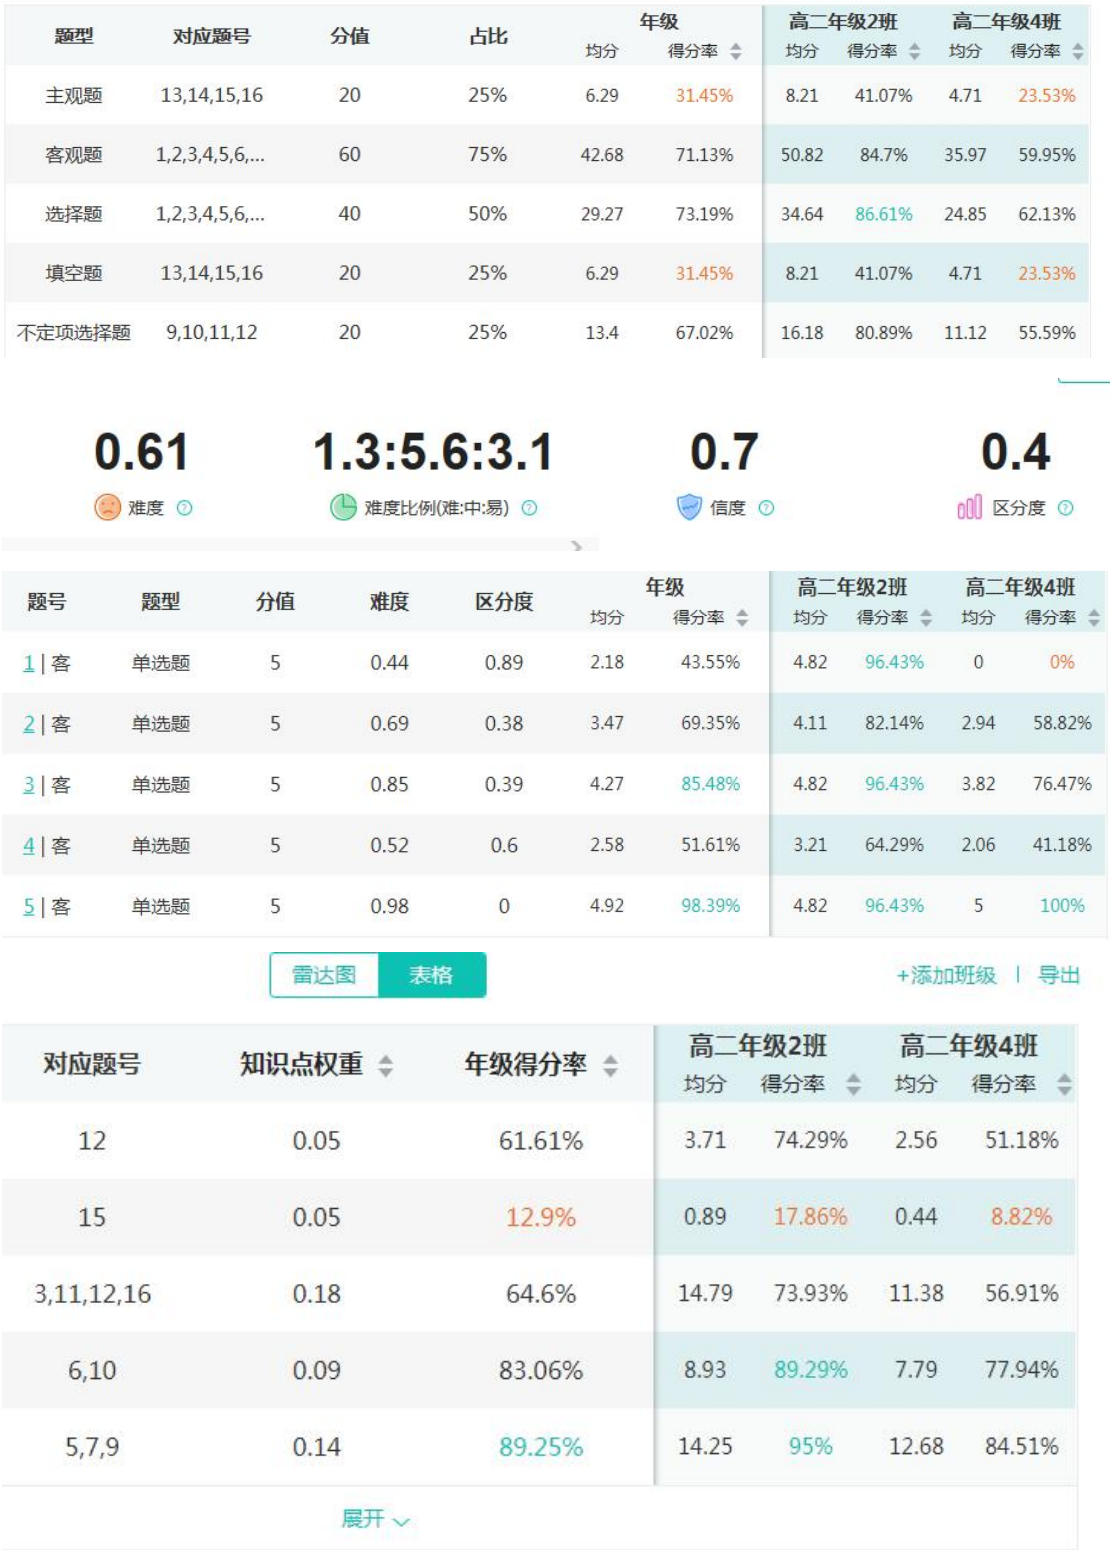 题型 对应题号 分值 占比 年级 高二年级2班 高二年级4班
均分 得分率 均分 得分率 均分 得分率
主观题 13,14,15,16 20 25% 6.29 31.45% 8.21 41.07% 4.71 23.53%
客观题 1,2,3,4,5,6,... 60 75% 42.68 71.13% 50.82 84.7% 35.97 59.95%
选择题 1,2,3,4,5,6,... 40 50% 29.27 73.19% 34.64 86.61% 24.85 62.13%
填空题 13,14,15,16 20 25% 6.29 31.45% 8.21 41.07% 4.71 23.53%
不定项选择题 9,10,11,12 20 25% 13.4 67.02% 16.18 80.89% 11.12 55.59%
0.61 1.3:5.6:3.1 0.7 0.4
难度 ? 难度比例(难:中:易) ? 信度 ? 区分度 ?
题号 题型 分值 难度 区分度 年级 高二年级2班 高二年级4班
均分 得分率 均分 得分率 均分 得分率
1 | 客 单选题 5 0.44 0.89 2.18 43.55% 4.82 96.43% 0 0%
2 | 客 单选题 5 0.69 0.38 3.47 69.35% 4.11 82.14% 2.94 58.82%
3 | 客 单选题 5 0.85 0.39 4.27 85.48% 4.82 96.43% 3.82 76.47%
4 | 客 单选题 5 0.52 0.6 2.58 51.61% 3.21 64.29% 2.06 41.18%
5 | 客 单选题 5 0.98 0 4.92 98.39% 4.82 96.43% 5 100%
雷达图 表格 +添加班级 | 导出
对应题号 知识点权重 年级得分率 高二年级2班 高二年级4班
均分 得分率 均分 得分率
12 0.05 61.61% 3.71 74.29% 2.56 51.18%
15 0.05 12.9% 0.89 17.86% 0.44 8.82%
3,11,12,16 0.18 64.6% 14.79 73.93% 11.38 56.91%
6,10 0.09 83.06% 8.93 89.29% 7.79 77.94%
5,7,9 0.14 89.25% 14.25 95% 12.68 84.51%
展开